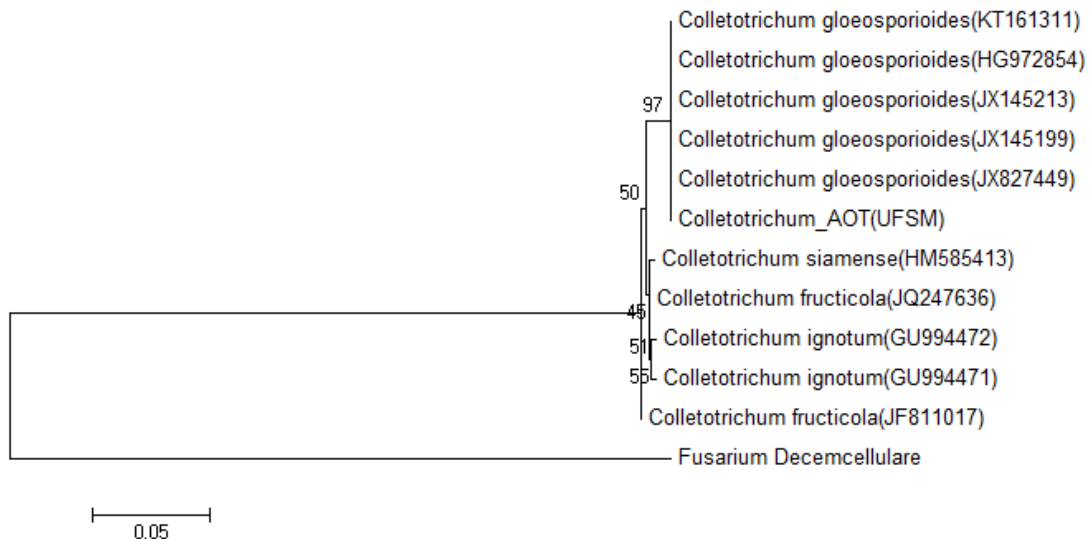 Colletotrichum gloeosporioides(KT161311)
Colletotrichum gloeosporioides(HG972854)
97
Colletotrichum gloeosporioides(JX145213)
Colletotrichum gloeosporioides(JX145199)
Colletotrichum gloeosporioides(JX827449)
50
Colletotrichum_AOT(UFSM)
Colletotrichum siamense(HM585413)
Colletotrichum fructicola(JQ247636)
45
Colletotrichum ignotum(GU994472)
51
Colletotrichum ignotum(GU994471)
55
Colletotrichum fructicola(JF811017)
Fusarium Decemcellulare
0.05